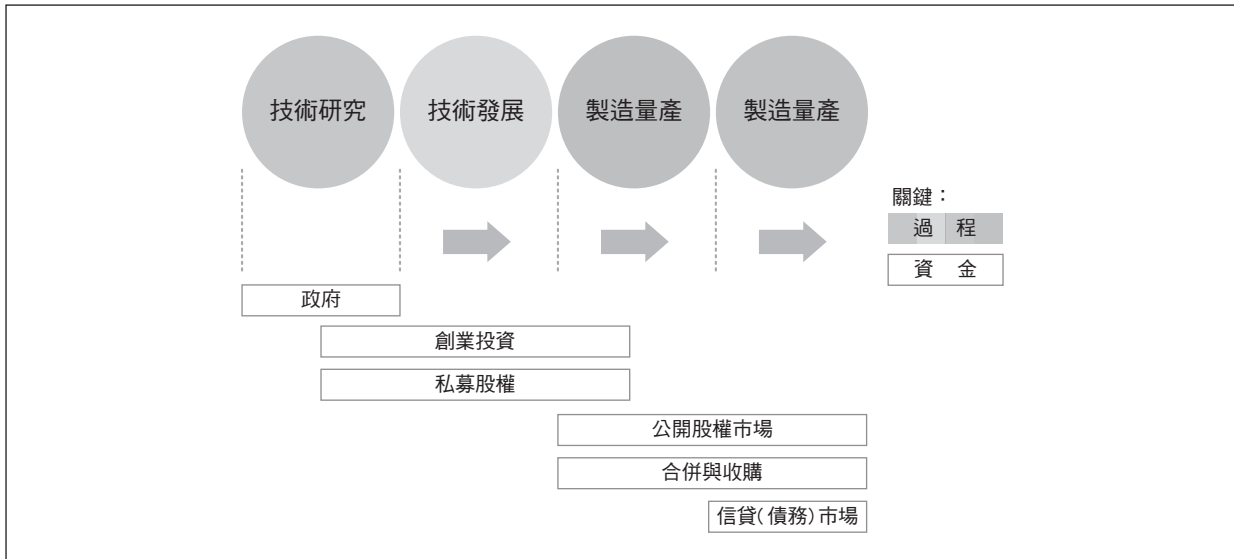 技術研究
技術發展
製造量產
製造量產
關鍵：
過 程
資 金
政府
創業投資
私募股權
公開股權市場
合併與收購
信貸(債務)市場